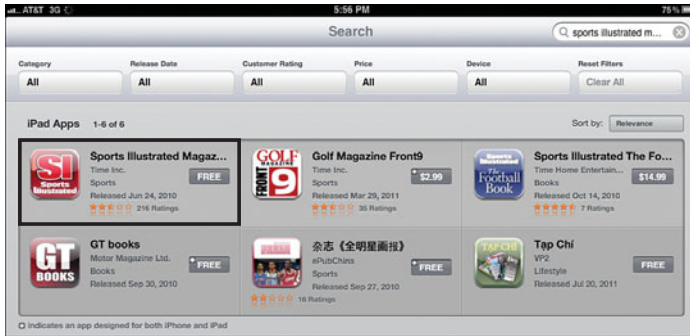 AT&T 3G
5:56 PM
75%
Search
sports illustrated m...
Category
Release Date
Customer Rating
Price
Device
Reset Filters
All
All
All
All
All
Clear All
iPad Apps 1-6 of 6
Sort by: Relevance
SI
Sports
Illustrated
Sports Illustrated Magaz...
Time Inc.
Sports
FREE
Released Jun 24, 2010
216 Ratings
GOLF
MAGAZINE
FRONT
9
Golf Magazine Front9
Time Inc.
Sports
$2.99
Released Mar 29, 2011
35 Ratings
Sports
Illustrated
The
Football
Book
Sports Illustrated The Fo...
Time Home Entertain...
Books
$14.99
Released Oct 14, 2010
7 Ratings
GT
BOOKS
GT books
Motor Magazine Ltd.
Books
FREE
Released Sep 30, 2010
杂志《全明星画报》
ePubChina
Sports
FREE
Released Sep 27, 2010
16 Ratings
TẠP CHÍ
Tạp Chí
VP2
Lifestyle
FREE
Released Jul 20, 2011
Indicates an app designed for both iPhone and iPad